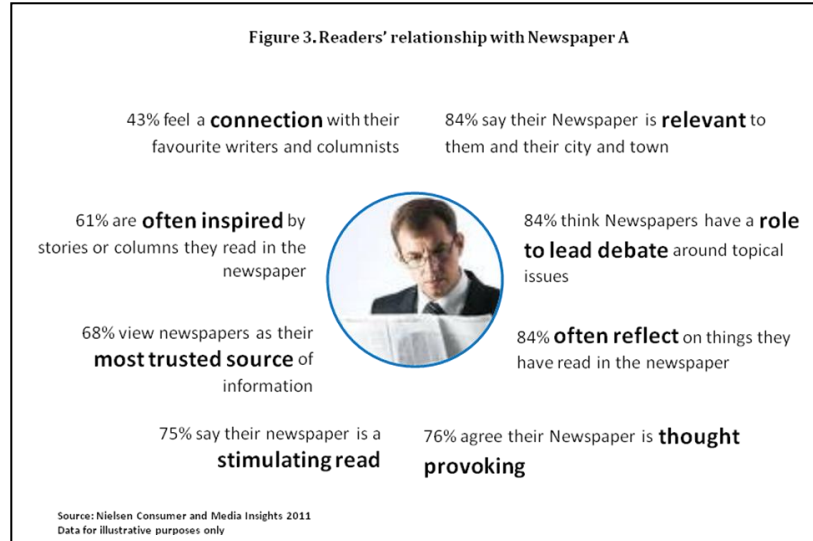 Figure 3. Readers' relationship with Newspaper A
43% feel a connection with their
favourite writers and columnists
84% say their Newspaper is relevant to
them and their city and town
61% are often inspired by
stories or columns they read in the
newspaper
84% think Newspapers have a role
to lead debate around topical
issues
68% view newspapers as their
most trusted source of
information
84% often reflect on things they
have read in the newspaper
75% say their newspaper is a
stimulating read
76% agree their Newspaper is thought
provoking
Source: Nielsen Consumer and Media Insights 2011
Data for illustrative purposes only